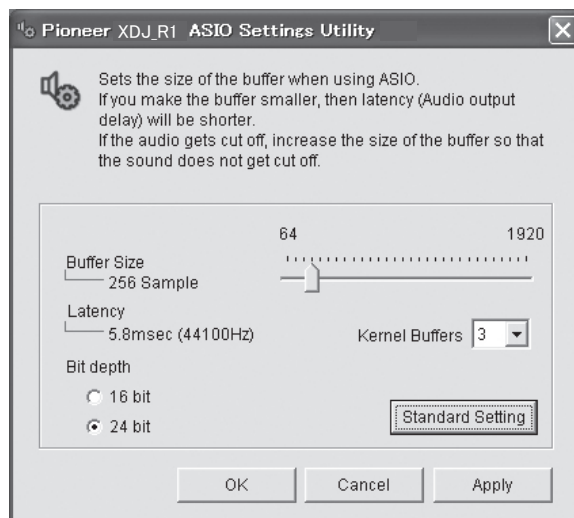 Pioneer XDJ_R1 ASIO Settings Utility
Sets the size of the buffer when using ASIO.
If you make the buffer smaller, then latency (Audio output
delay) will be shorter.
If the audio gets cut off, increase the size of the buffer so that
the sound does not get cut off.
64 1920
Buffer Size
256 Sample
Latency
5.8msec (44100Hz)
Kernel Buffers 3
Bit depth
16 bit
24 bit
Standard Setting
OK Cancel Apply